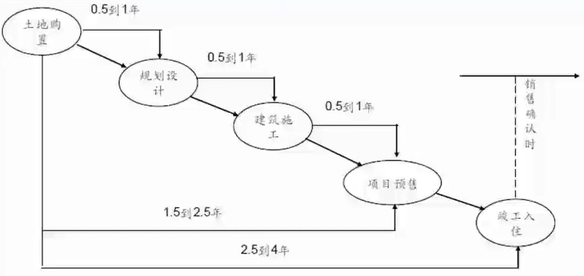 0.5到1年
土地购
置
0.5到1年
规划设
计
0.5到1年
建筑施
工
销售确认时
项目预售
1.5到2.5年
竣工入
住
2.5到4年